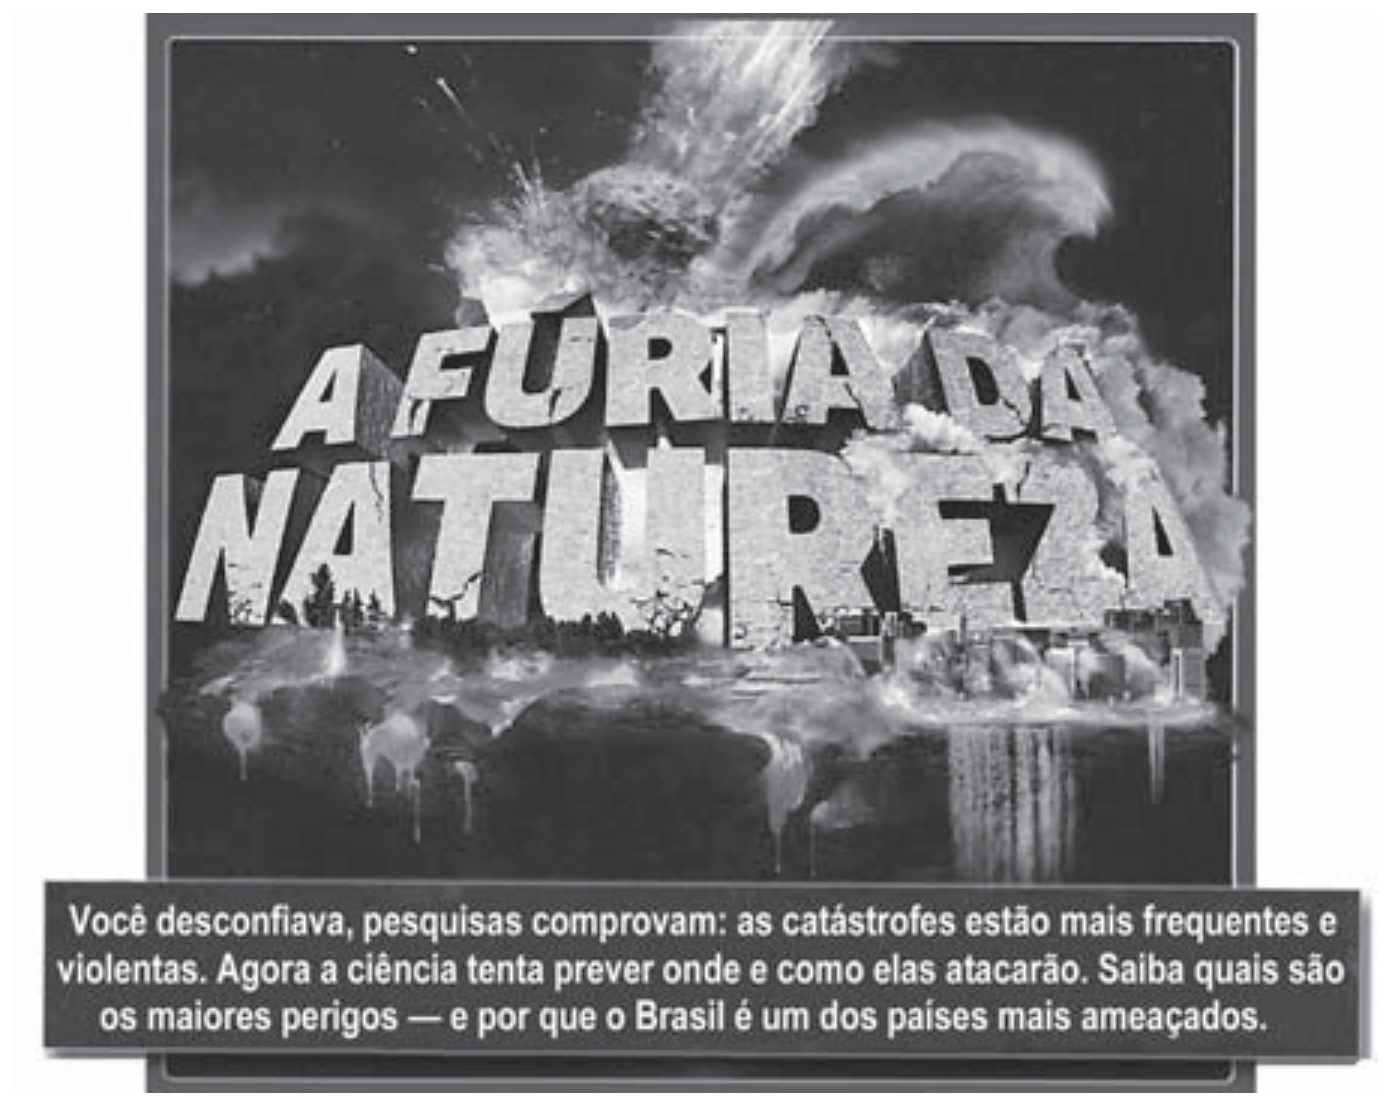 A FÚRIA DA
NATUREZA
Você desconfiava, pesquisas comprovam: as catástrofes estão mais frequentes e
violentas. Agora a ciência tenta prever onde e como elas atacarão. Saiba quais são
os maiores perigos — e por que o Brasil é um dos países mais ameaçados.